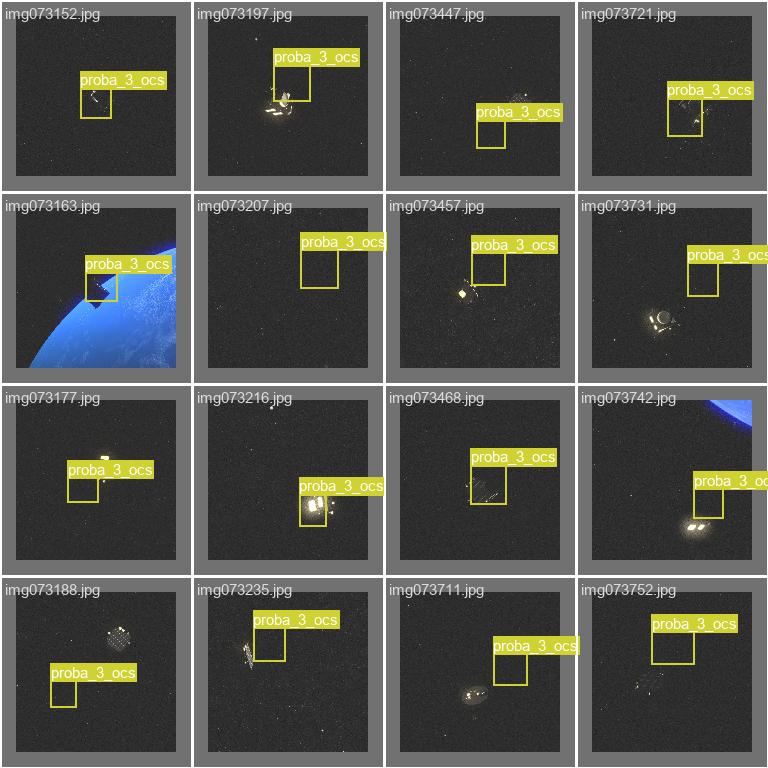 img073152.jpg
proba_3_ocs
img073197.jpg
proba_3_ocs
img073447.jpg
proba_3_ocs
img073721.jpg
proba_3_ocs
img073163.jpg
proba_3_ocs
img073207.jpg
proba_3_ocs
img073457.jpg
proba_3_ocs
img073731.jpg
proba_3_ocs
img073177.jpg
proba_3_ocs
img073216.jpg
proba_3_ocs
img073468.jpg
proba_3_ocs
img073742.jpg
proba_3_oc
img073188.jpg
proba_3_ocs
img073235.jpg
proba_3_ocs
img073711.jpg
proba_3_ocs
img073752.jpg
proba_3_ocs